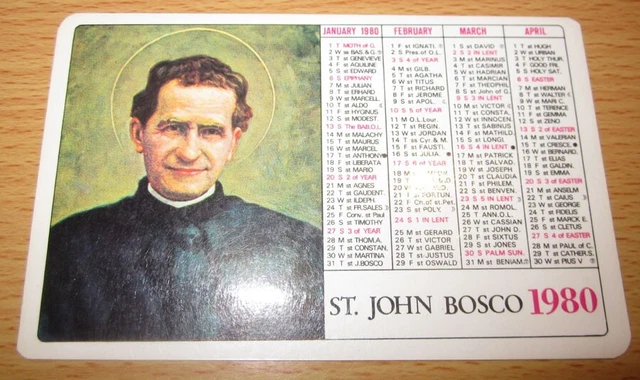 JANUARY 1980
1 T MOTH of G.
2 W ss BAS. & G.
3 T st GENEVIEVE
4 F st AQUILINE
5 S st EDWARD
6 S EPIPHANY
7 M st JULIAN
8 T st ERHARD
9 W st MARCELL.
10 T st ALDO
11 F st HYGINUS
12 S st MODEST.
13 S The BAB.O.L.
14 M st MALACHY
15 T st MAURUS
16 W st MARCEL
17 T st ANTHONY
18 F st LIBERATA
19 S st MARIO
20 S 2 of YEAR
21 M st AGNES
22 T st GAUDENT.
23 W st ILDEPH.
24 T st FR.SALES
25 F Conv. st Paul
26 S st TIMOTHY
27 S 3 of YEAR
28 M st THOM.A.
29 T st CONSTAN.
30 W st MARTINA
31 T st J.BOSCO
FEBRUARY
1 F st IGNATI.
2 S Pres.of O.L.
3 S 4 of YEAR
4 M st GILB.
5 T st AGATHA
6 W st TITUS
7 T st RICHARD
8 F st JEROME
9 S st APOL.
10 S 5 of YEAR
11 M O.L.Lour.
12 T st REGIN.
13 W st JORDAN
14 T ss Cyr. & M.
15 F st FAUSTI.
16 S st JULIA.
17 S 6 of YEAR
18 M
19 T
20 W
21
22 F Ch.of st.Pet.
23 S st POLY.
24 S 1 IN LENT
25 M st GERARD
26 T st VICTOR
27 W st GABRIEL
28 T st JUSTUS
29 F st OSWALD
MARCH
1 S st DAVID
2 S 2 IN LENT
3 M st MARINUS
4 T st CASIMIR
5 W st HADRIAN
6 T st MARCIAN
7 F st THEOPHIL
8 S st John of G.
9 S 3 IN LENT
10 M st VICTOR
11 T st CONSTA.
12 W st INNOCEN.
13 T st SABINUS
14 F st MATHILD.
15 S st LONGI.
16 S 4 IN LENT
17 M st PATRICK
18 T st SALVAD.
19 W st JOSEPH
20 T st CLAUDIA
21 F st PHILEM.
22 S st BENVEN.
23 S 5 IN LENT
24 M st ROMOL.
25 T ANN.O.L.
26 W st CASSIAN
27 T st JOHN D.
28 F st SIXTUS
29 S st JONES
30 S PALM SUN.
31 M st BENIAM.
APRIL
1 T st HUGH
2 W st URBAN
3 T HOLY THUR.
4 F GOOD FRI.
5 S HOLY SAT.
6 S EASTER
7 M st HERMAN
8 T st WALTER
9 W st MARI C.
10 T st TERENCE
11 F st GEMMA
12 S st ZENO
13 S 2 of EASTER
14 M st VALERIAN
15 T st CRESCE.
16 W st BERNARD.
17 T st ELIAS
18 F st GALDIN.
19 S st EMMA
20 S 3 of EASTER
21 M st ANSELM
22 T st CAIUS
23 W st GEORGE
24 T st FIDELIS
25 F st MARCK E.
26 S st CLETUS
27 S 4 of EASTER
28 M st PAUL of C.
29 T st CATHER.S.
30 W st PIUS V
ST. JOHN BOSCO 1980